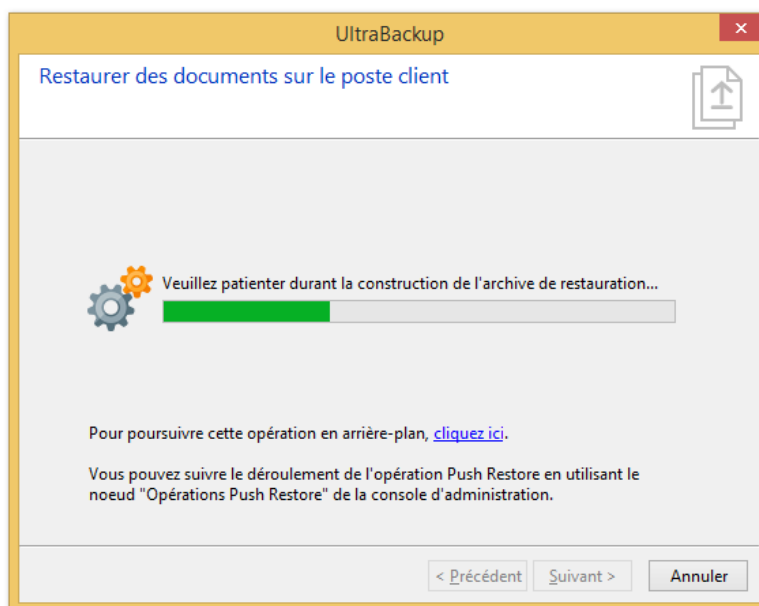 UltraBackup
Restaurer des documents sur le poste client
Veuillez patienter durant la construction de l'archive de restauration...
Pour poursuivre cette opération en arrière-plan, cliquez ici.
Vous pouvez suivre le déroulement de l'opération Push Restore en utilisant le
noeud "Opérations Push Restore" de la console d'administration.
< Précédent Suivant > Annuler